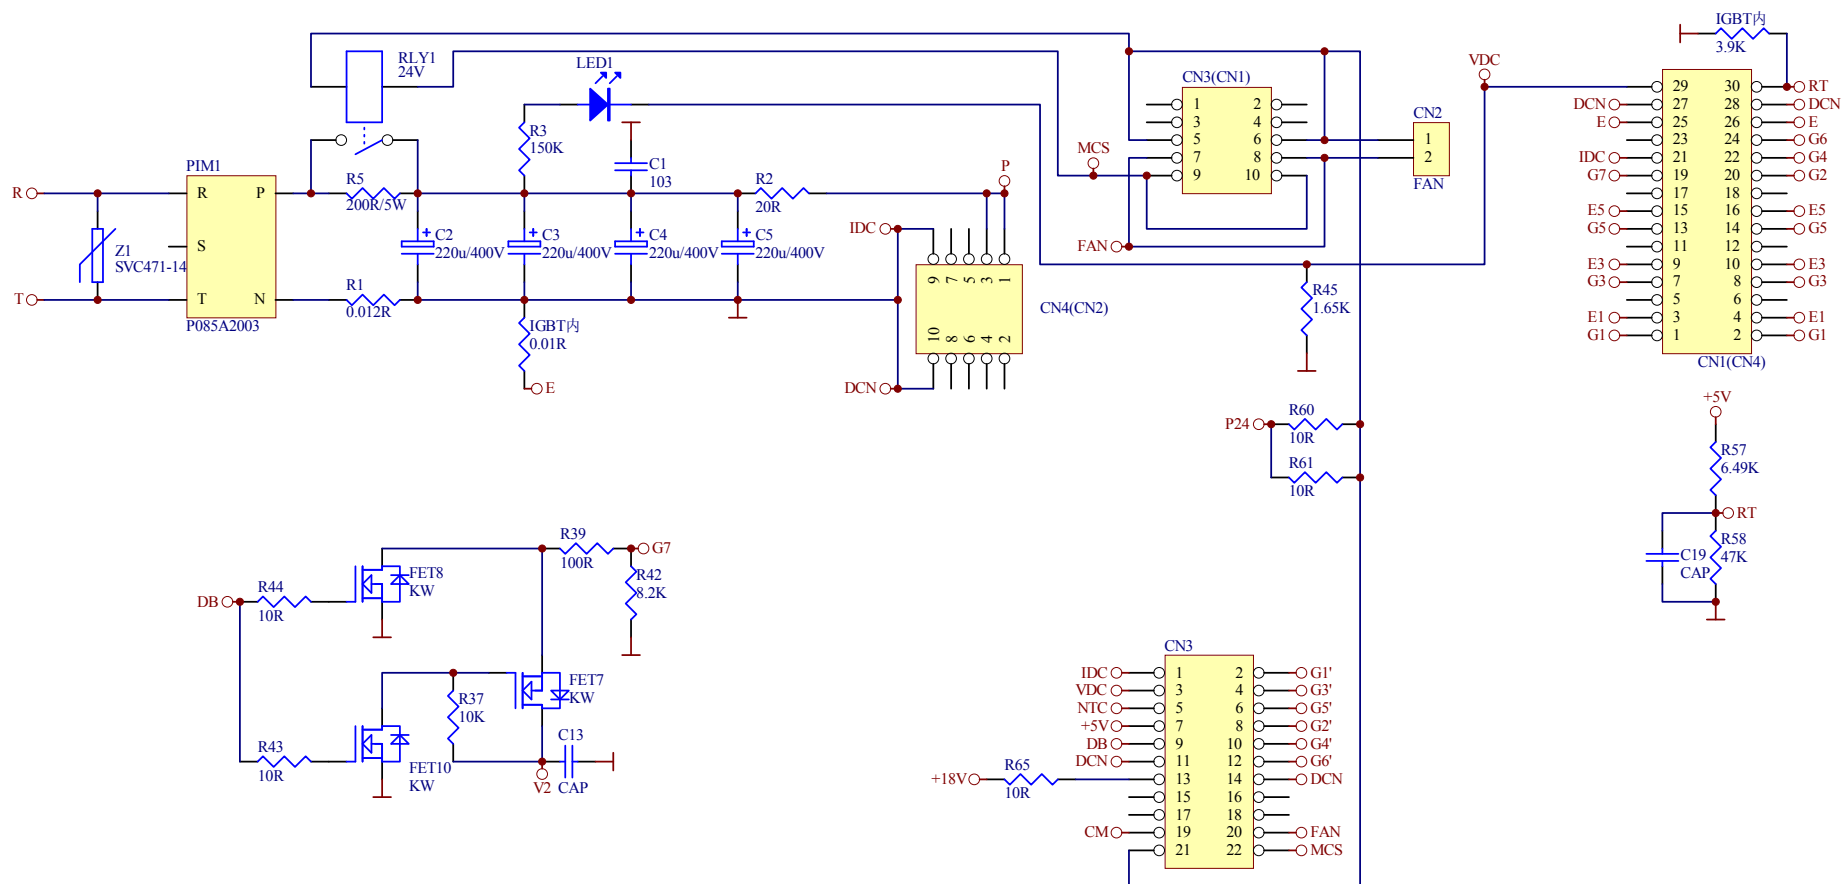 RLY1
24V
LED1
R3
150K
C1
103
PIM1
R
R
P
S
T
T
N
P085A2003
Z1
SVC471-14
R5
200R/5W
R1
0.012R
C2
220u/400V
C3
220u/400V
C4
220u/400V
C5
220u/400V
R2
20R
P
IGBT内
0.01R
E
IDC
9 7 5 3 1
10 8 6 4 2
CN4(CN2)
DCN
MCS
FAN
CN3(CN1)
1 2
3 4
5 6
7 8
9 10
CN2
1
2
FAN
VDC
R45
1.65K
IGBT内
3.9K
29 30 RT
DCN 27 28 DCN
E 25 26 E
23 24 G6
IDC 21 22 G4
G7 19 20 G2
17 18
E5 15 16 E5
G5 13 14 G5
11 12
E3 9 10 E3
G3 7 8 G3
5 6
E1 3 4 E1
G1 1 2 G1
CN1(CN4)
P24
R60
10R
R61
10R
+5V
R57
6.49K
RT
R58
47K
C19
CAP
DB
R44
10R
FET8
KW
R39
100R
G7
R42
8.2K
R43
10R
FET10
KW
R37
10K
FET7
KW
C13
CAP
V2
CN3
IDC 1 2 G1'
VDC 3 4 G3'
NTC 5 6 G5'
+5V 7 8 G2'
DB 9 10 G4'
DCN 11 12 G6'
13 14 DCN
15 16
17 18
CM 19 20 FAN
21 22 MCS
+18V
R65
10R